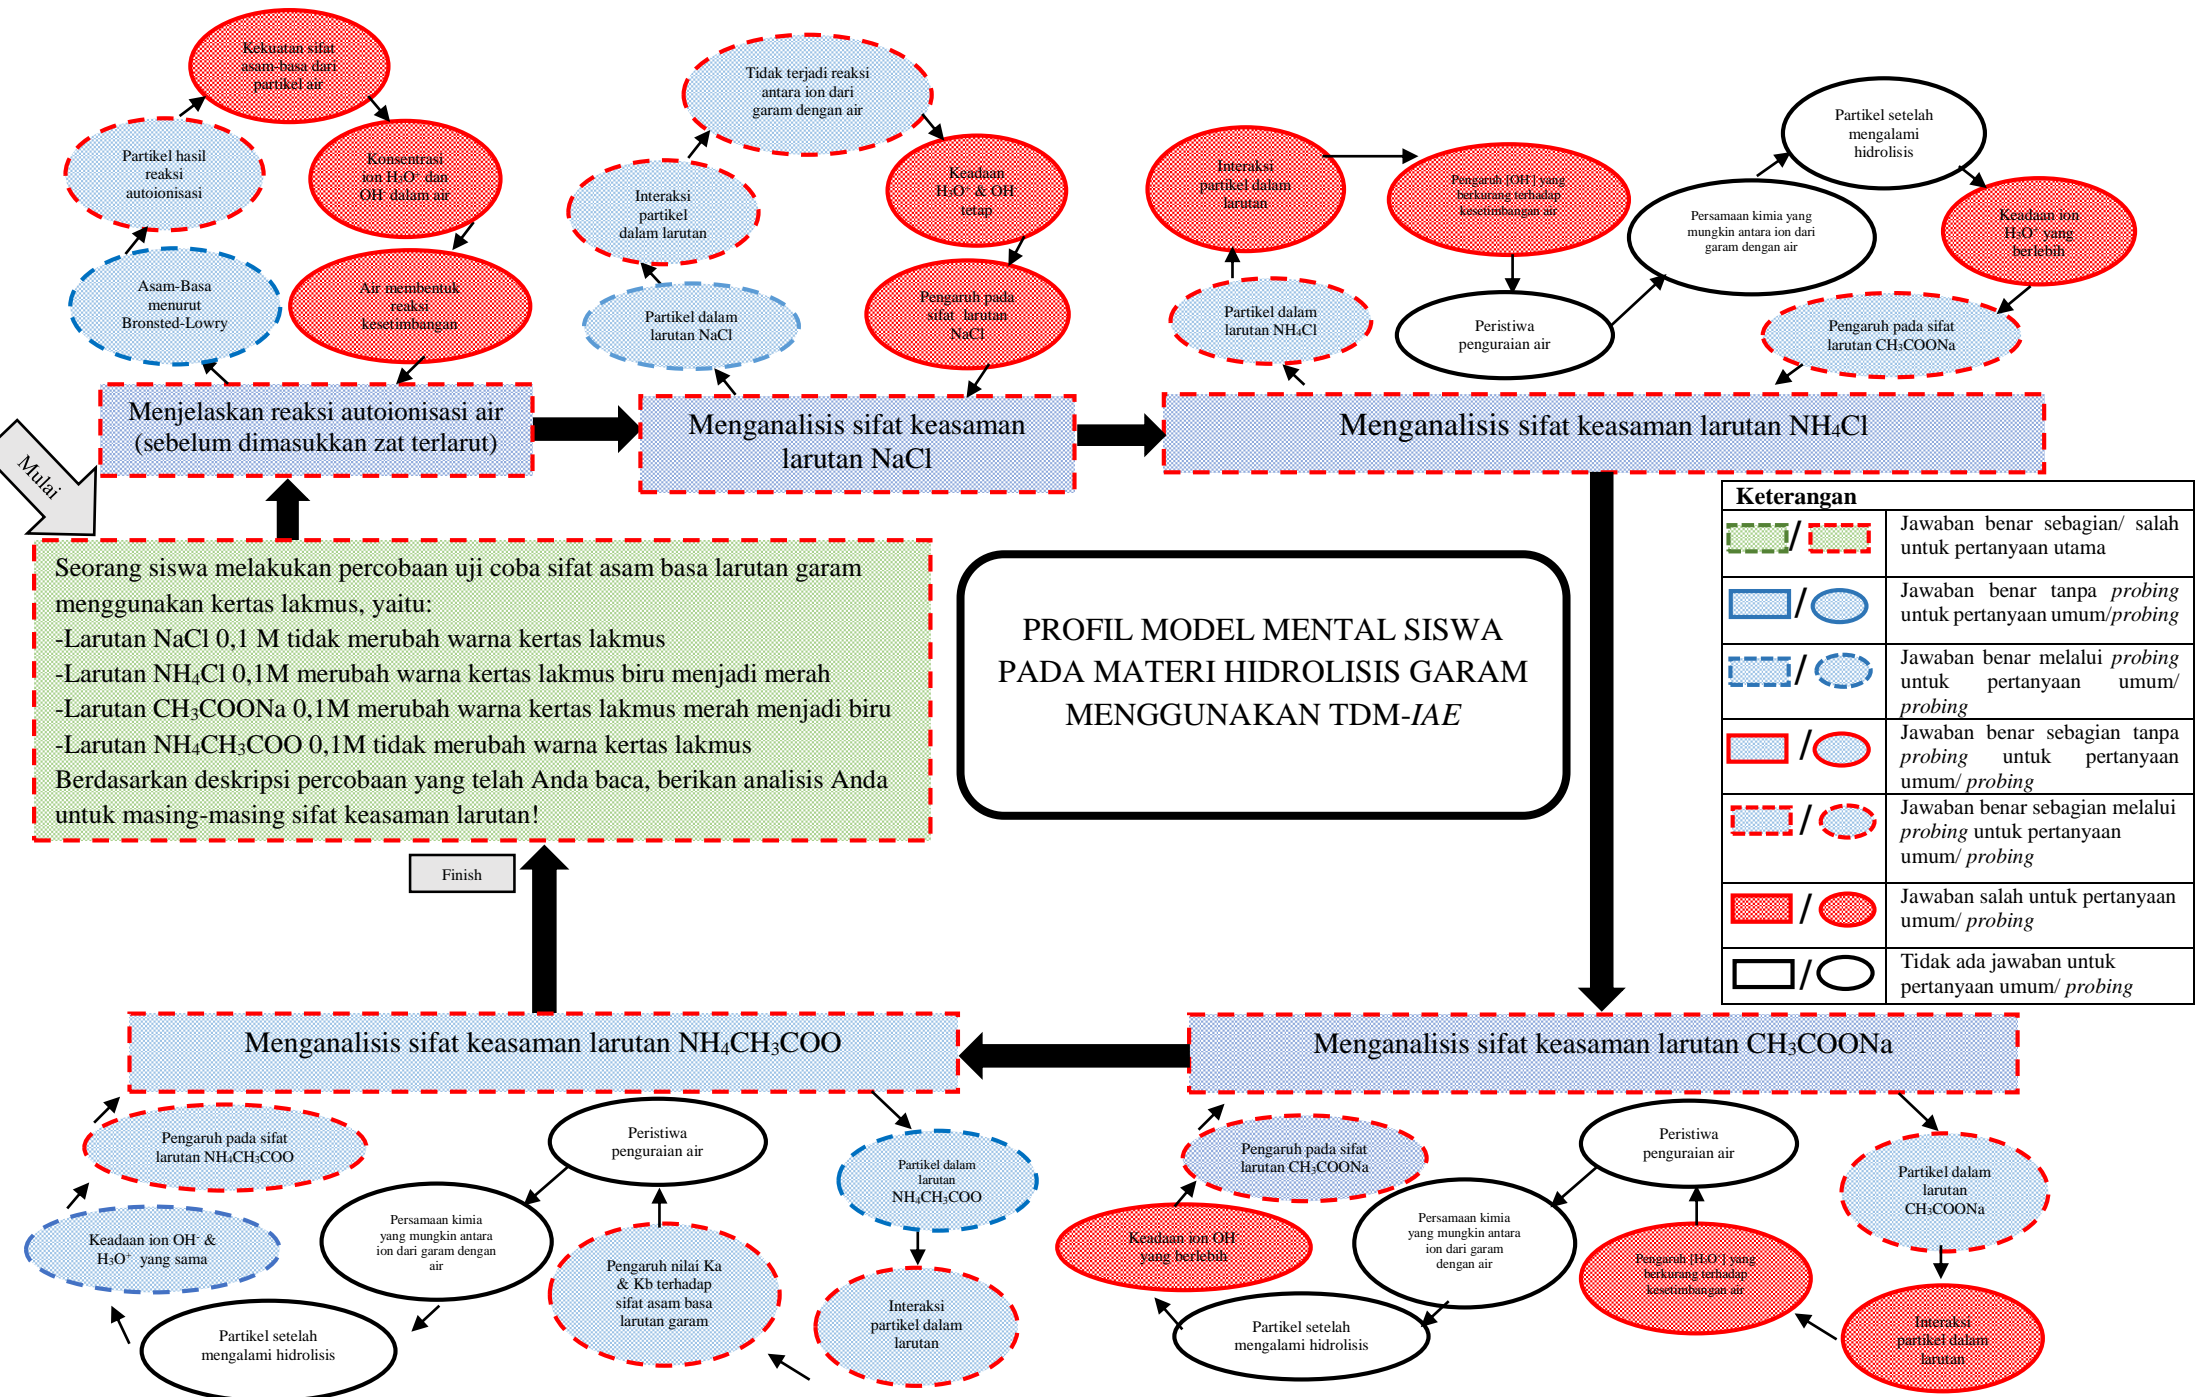 Kekuatan sifat
asam-basa dari
partikel air
Partikel hasil
reaksi
autoionisasi
Konsentrasi
ion H₃O⁺ dan
OH⁻ dalam air
Asam-Basa
menurut
Bronsted-Lowry
Air membentuk
reaksi
kesetimbangan
Menjelaskan reaksi autoionisasi air
(sebelum dimasukkan zat terlarut)
Tidak terjadi reaksi
antara ion dari
garam dengan air
Interaksi
partikel
dalam larutan
Keadaan
H₃O⁺ & OH⁻
tetap
Partikel dalam
larutan NaCl
Pengaruh pada
sifat larutan
NaCl
Menganalisis sifat keasaman
larutan NaCl
Interaksi
partikel dalam
larutan
Pengaruh [OH⁻] yang
berkurang terhadap
kesetimbangan air
Partikel setelah
mengalami
hidrolisis
Persamaan kimia yang
mungkin antara ion dari
garam dengan air
Keadaan ion
H₃O⁺ yang
berlebih
Partikel dalam
larutan NH₄Cl
Peristiwa
penguraian air
Pengaruh pada sifat
larutan CH₃COONa
Menganalisis sifat keasaman larutan NH₄Cl
Mulai
Seorang siswa melakukan percobaan uji coba sifat asam basa larutan garam
menggunakan kertas lakmus, yaitu:
-Larutan NaCl 0,1 M tidak merubah warna kertas lakmus
-Larutan NH₄Cl 0,1M merubah warna kertas lakmus biru menjadi merah
-Larutan CH₃COONa 0,1M merubah warna kertas lakmus merah menjadi biru
-Larutan NH₄CH₃COO 0,1M tidak merubah warna kertas lakmus
Berdasarkan deskripsi percobaan yang telah Anda baca, berikan analisis Anda
untuk masing-masing sifat keasaman larutan!
Finish
PROFIL MODEL MENTAL SISWA
PADA MATERI HIDROLISIS GARAM
MENGGUNAKAN TDM-IAE
Keterangan
/
Jawaban benar sebagian/ salah
untuk pertanyaan utama
/
Jawaban benar tanpa probing
untuk pertanyaan umum/probing
/
Jawaban benar melalui probing
untuk pertanyaan umum/
probing
/
Jawaban benar sebagian tanpa
probing untuk pertanyaan
umum/ probing
/
Jawaban benar sebagian melalui
probing untuk pertanyaan
umum/ probing
/
Jawaban salah untuk pertanyaan
umum/ probing
/
Tidak ada jawaban untuk
pertanyaan umum/ probing
Menganalisis sifat keasaman larutan NH₄CH₃COO
Pengaruh pada sifat
larutan NH₄CH₃COO
Peristiwa
penguraian air
Partikel dalam
larutan
NH₄CH₃COO
Keadaan ion OH⁻ &
H₃O⁺ yang sama
Persamaan kimia
yang mungkin antara
ion dari garam dengan
air
Pengaruh nilai Ka
& Kb terhadap
sifat asam basa
larutan garam
Interaksi
partikel dalam
larutan
Partikel setelah
mengalami hidrolisis
Menganalisis sifat keasaman larutan CH₃COONa
Pengaruh pada sifat
larutan CH₃COONa
Peristiwa
penguraian air
Partikel dalam
larutan
CH₃COONa
Keadaan ion OH⁻
yang berlebih
Persamaan kimia
yang mungkin antara
ion dari garam
dengan air
Pengaruh [H₃O⁺] yang
berkurang terhadap
kesetimbangan air
Partikel setelah
mengalami hidrolisis
Interaksi
partikel dalam
larutan